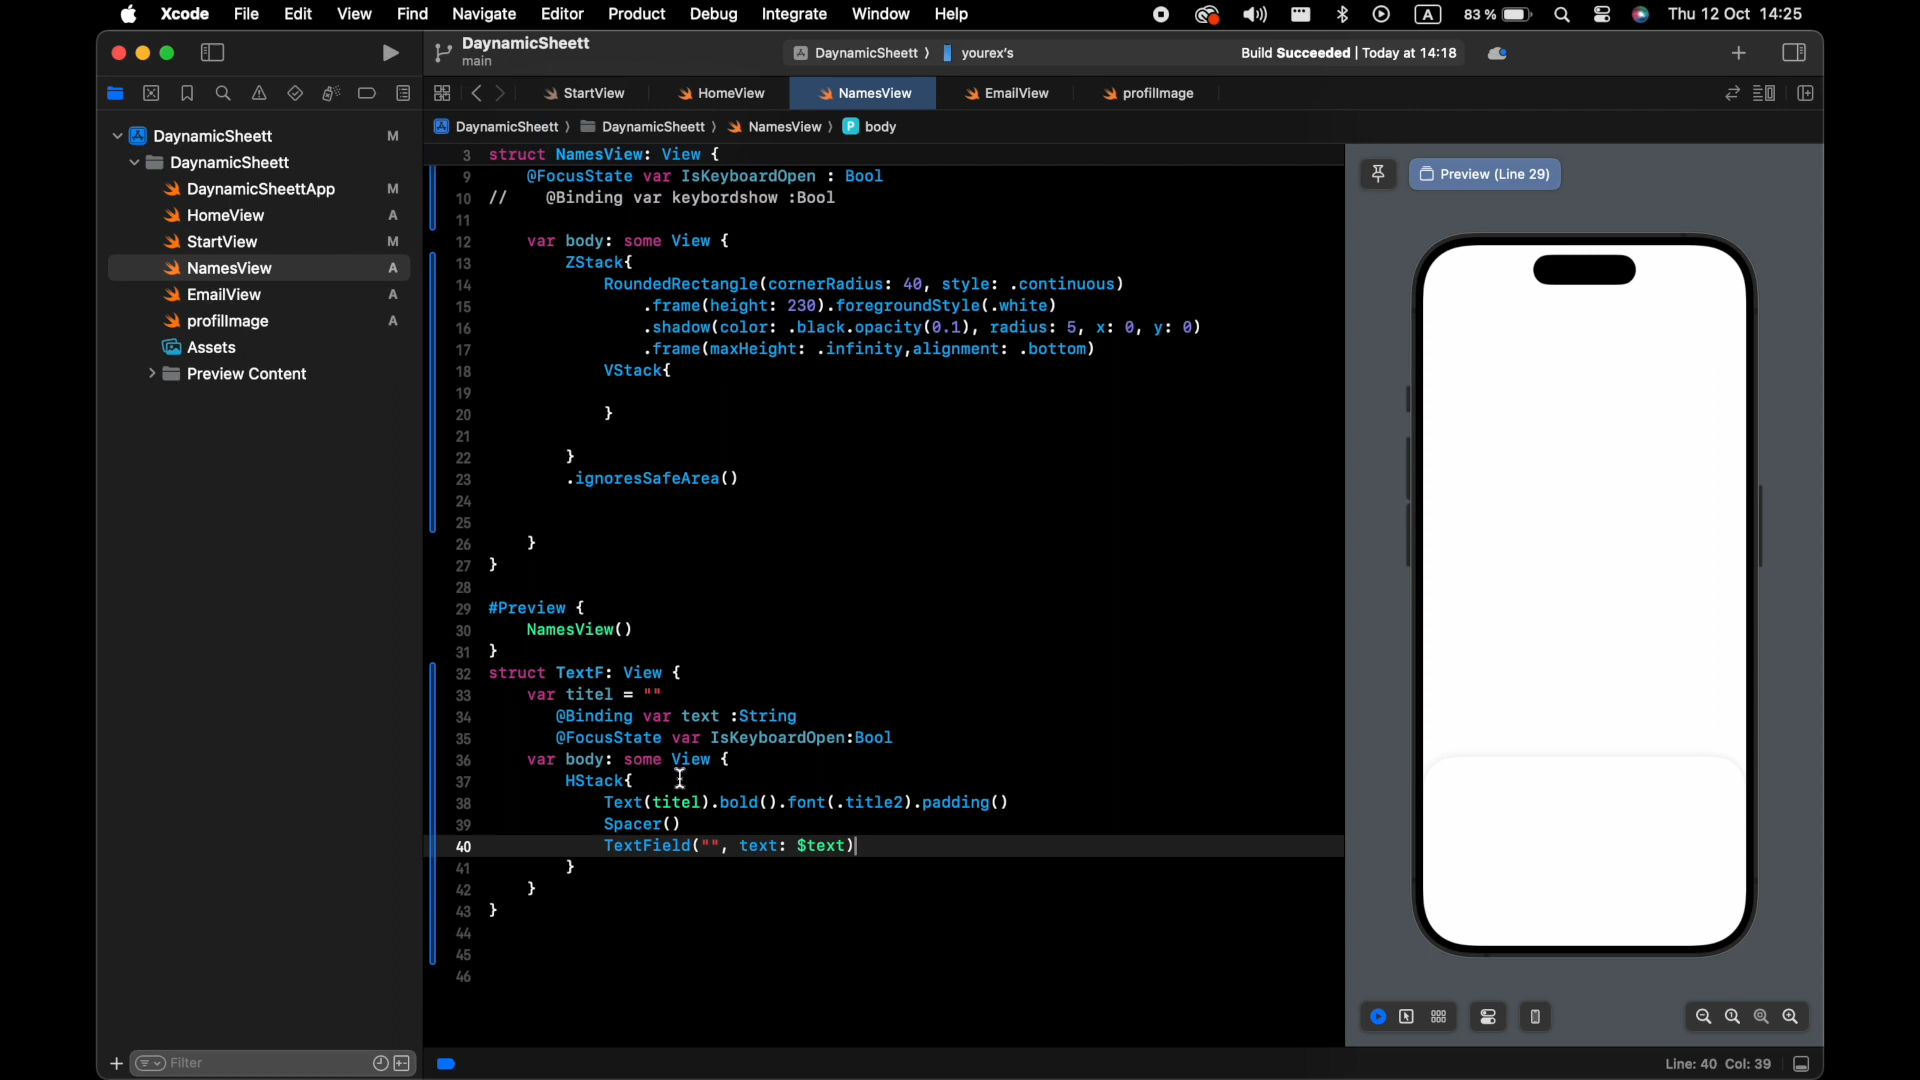 Xcode File Edit View Find Navigate Editor Product Debug Integrate Window Help A 83 % Thu 12 Oct 14:25
DaynamicSheett
main
DaynamicSheett 〉 yourex's
Build Succeeded | Today at 14:18
StartView HomeView NamesView EmailView profilImage
DaynamicSheett 〉 DaynamicSheett 〉 NamesView 〉 P body
DaynamicSheett M
DaynamicSheett
DaynamicSheettApp M
HomeView A
StartView M
NamesView A
EmailView A
profilImage A
Assets
Preview Content
Filter
3 struct NamesView: View {
9 @FocusState var IsKeyboardOpen : Bool
10 // @Binding var keybordshow :Bool
11
12 var body: some View {
13 ZStack{
14 RoundedRectangle(cornerRadius: 40, style: .continuous)
15 .frame(height: 230).foregroundStyle(.white)
16 .shadow(color: .black.opacity(0.1), radius: 5, x: 0, y: 0)
17 .frame(maxHeight: .infinity,alignment: .bottom)
18 VStack{
19
20 }
21
22 }
23 .ignoresSafeArea()
24
25
26 }
27 }
28
29 #Preview {
30 NamesView()
31 }
32 struct TextF: View {
33 var titel = ""
34 @Binding var text :String
35 @FocusState var IsKeyboardOpen:Bool
36 var body: some View {
37 HStack{
38 Text(titel).bold().font(.title2).padding()
39 Spacer()
40 TextField("", text: $text)
41 }
42 }
43 }
44
45
46
Preview (Line 29)
Line: 40 Col: 39